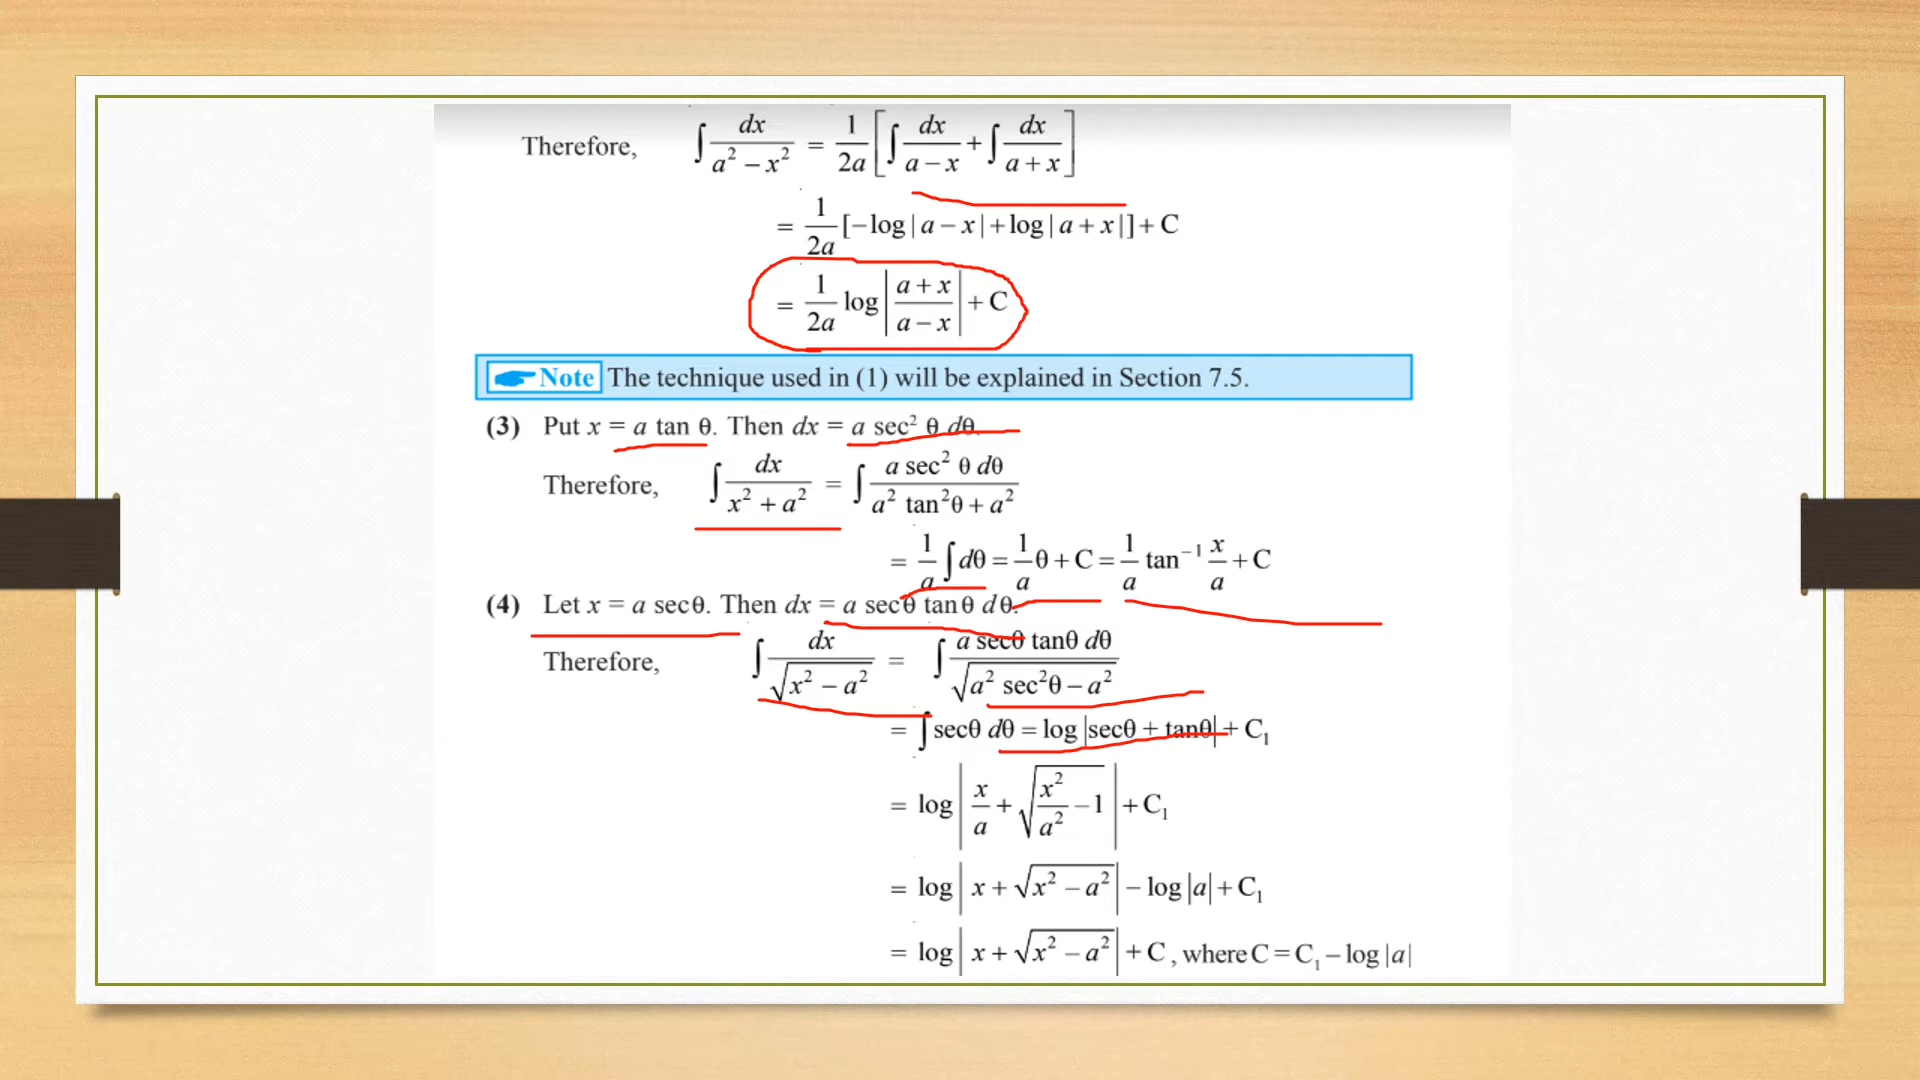 Therefore, ∫ dx/(a² – x²) = 1/2a [∫ dx/(a – x) + ∫ dx/(a + x)]
= 1/2a [–log | a – x | + log | a + x |] + C
= 1/2a log |(a + x)/(a – x)| + C
Note The technique used in (1) will be explained in Section 7.5.
(3) Put x = a tan θ. Then dx = a sec² θ dθ.
Therefore, ∫ dx/(x² + a²) = ∫ (a sec² θ dθ)/(a² tan²θ + a²)
= 1/a ∫ dθ = 1/a θ + C = 1/a tan⁻¹ x/a + C
(4) Let x = a secθ. Then dx = a secθ tanθ dθ.
Therefore, ∫ dx/√(x² – a²) = ∫ (a secθ tanθ dθ)/√(a² sec²θ – a²)
= ∫ secθ dθ = log |secθ + tanθ| + C₁
= log | x/a + √(x²/a² – 1) | + C₁
= log | x + √(x² – a²) | – log |a| + C₁
= log | x + √(x² – a²) | + C , where C = C₁ – log |a|